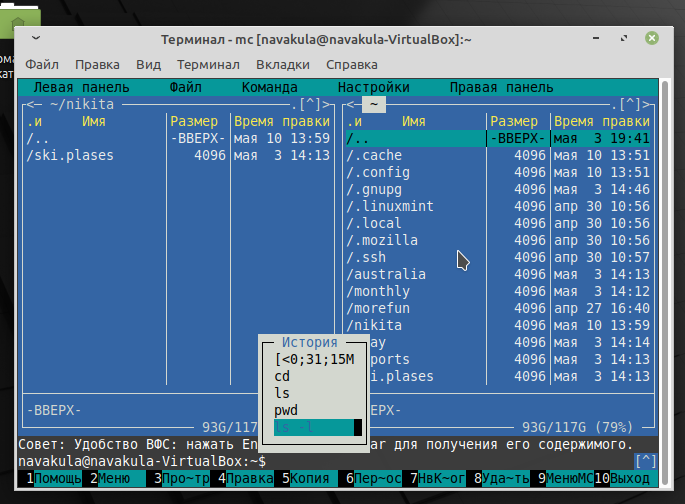 Терминал - mc [navakula@navakula-VirtualBox]:~
Файл Правка Вид Терминал Вкладки Справка
Левая панель Файл Команда Настройки Правая панель
<─ ~/nikita .[^]>
.и Имя Размер Время правки
/.. -ВВЕРХ- мая 10 13:59
/ski.plases 4096 мая 3 14:13
-ВВЕРХ-
93G/117G
<─ ~ .[^]>
.и Имя Размер Время правки
/.. -ВВЕРХ- мая 3 19:41
/.cache 4096 мая 10 13:51
/.config 4096 мая 10 13:51
/.gnupg 4096 мая 3 14:46
/.linuxmint 4096 апр 30 10:56
/.local 4096 апр 30 10:56
/.mozilla 4096 апр 30 10:56
/.ssh 4096 апр 30 10:57
/australia 4096 мая 3 14:13
/monthly 4096 мая 3 14:12
/morefun 4096 апр 27 16:40
/nikita 4096 мая 10 13:59
ay 4096 мая 3 14:14
ports 4096 мая 3 14:13
i.plases 4096 мая 3 14:13
ВЕРХ-
93G/117G (79%)
История
[<0;31;15M
cd
ls
pwd
ls -l
Совет: Удобство ВФС: нажать En ar для получения его содержимого.
navakula@navakula-VirtualBox:~$ [^]
1Помощь 2Меню 3Про~тр 4Правка 5Копия 6Пер~ос 7НвК~ог 8Уда~ть 9МенюMC 10Выход